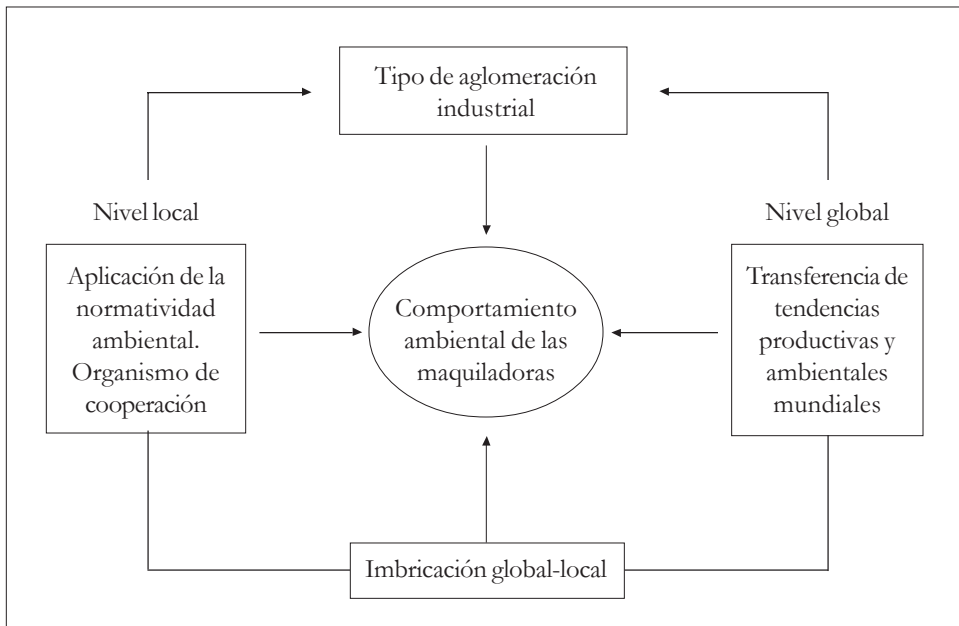 Tipo de aglomeración
industrial
Nivel local
Nivel global
Aplicación de la
normatividad
ambiental.
Organismo de
cooperación
Comportamiento
ambiental de las
maquiladoras
Transferencia de
tendencias
productivas y
ambientales
mundiales
Imbricación global-local